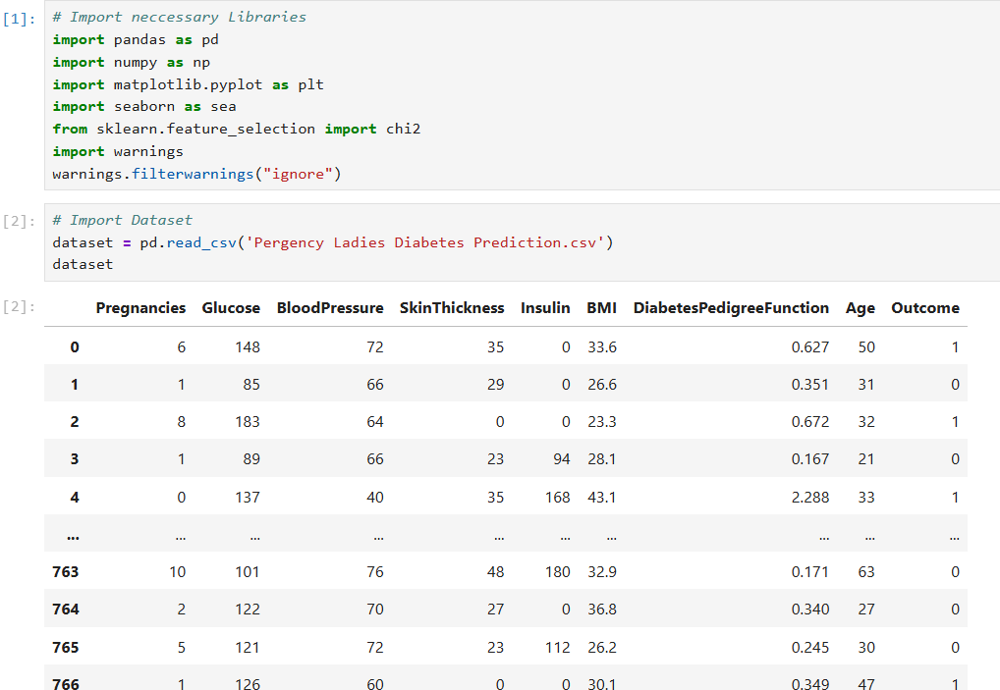 [1]: # Import neccessary Libraries
import pandas as pd
import numpy as np
import matplotlib.pyplot as plt
import seaborn as sea
from sklearn.feature_selection import chi2
import warnings
warnings.filterwarnings("ignore")
[2]: # Import Dataset
dataset = pd.read_csv('Pergency Ladies Diabetes Prediction.csv')
dataset
[2]: Pregnancies Glucose BloodPressure SkinThickness Insulin BMI DiabetesPedigreeFunction Age Outcome
0 6 148 72 35 0 33.6 0.627 50 1
1 1 85 66 29 0 26.6 0.351 31 0
2 8 183 64 0 0 23.3 0.672 32 1
3 1 89 66 23 94 28.1 0.167 21 0
4 0 137 40 35 168 43.1 2.288 33 1
... ... ... ... ... ... ... ... ... ...
763 10 101 76 48 180 32.9 0.171 63 0
764 2 122 70 27 0 36.8 0.340 27 0
765 5 121 72 23 112 26.2 0.245 30 0
766 1 126 60 0 0 30.1 0.349 47 1